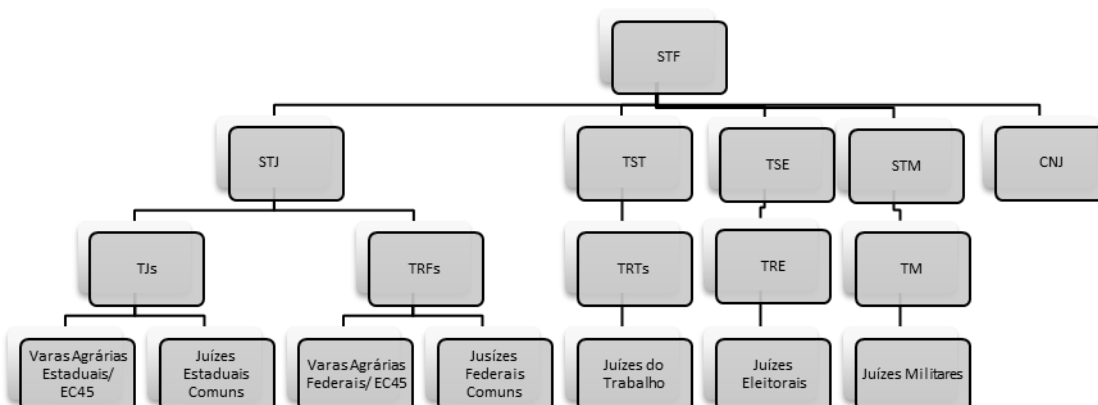 STF
STJ
TST
TSE
STM
CNJ
TJs
TRFs
TRTs
TRE
TM
Varas Agrárias
Estaduais/
EC45
Juízes
Estaduais
Comuns
Varas Agrárias
Federais/ EC45
Jusízes
Federais
Comuns
Juízes do
Trabalho
Juízes
Eleitorais
Juízes Militares